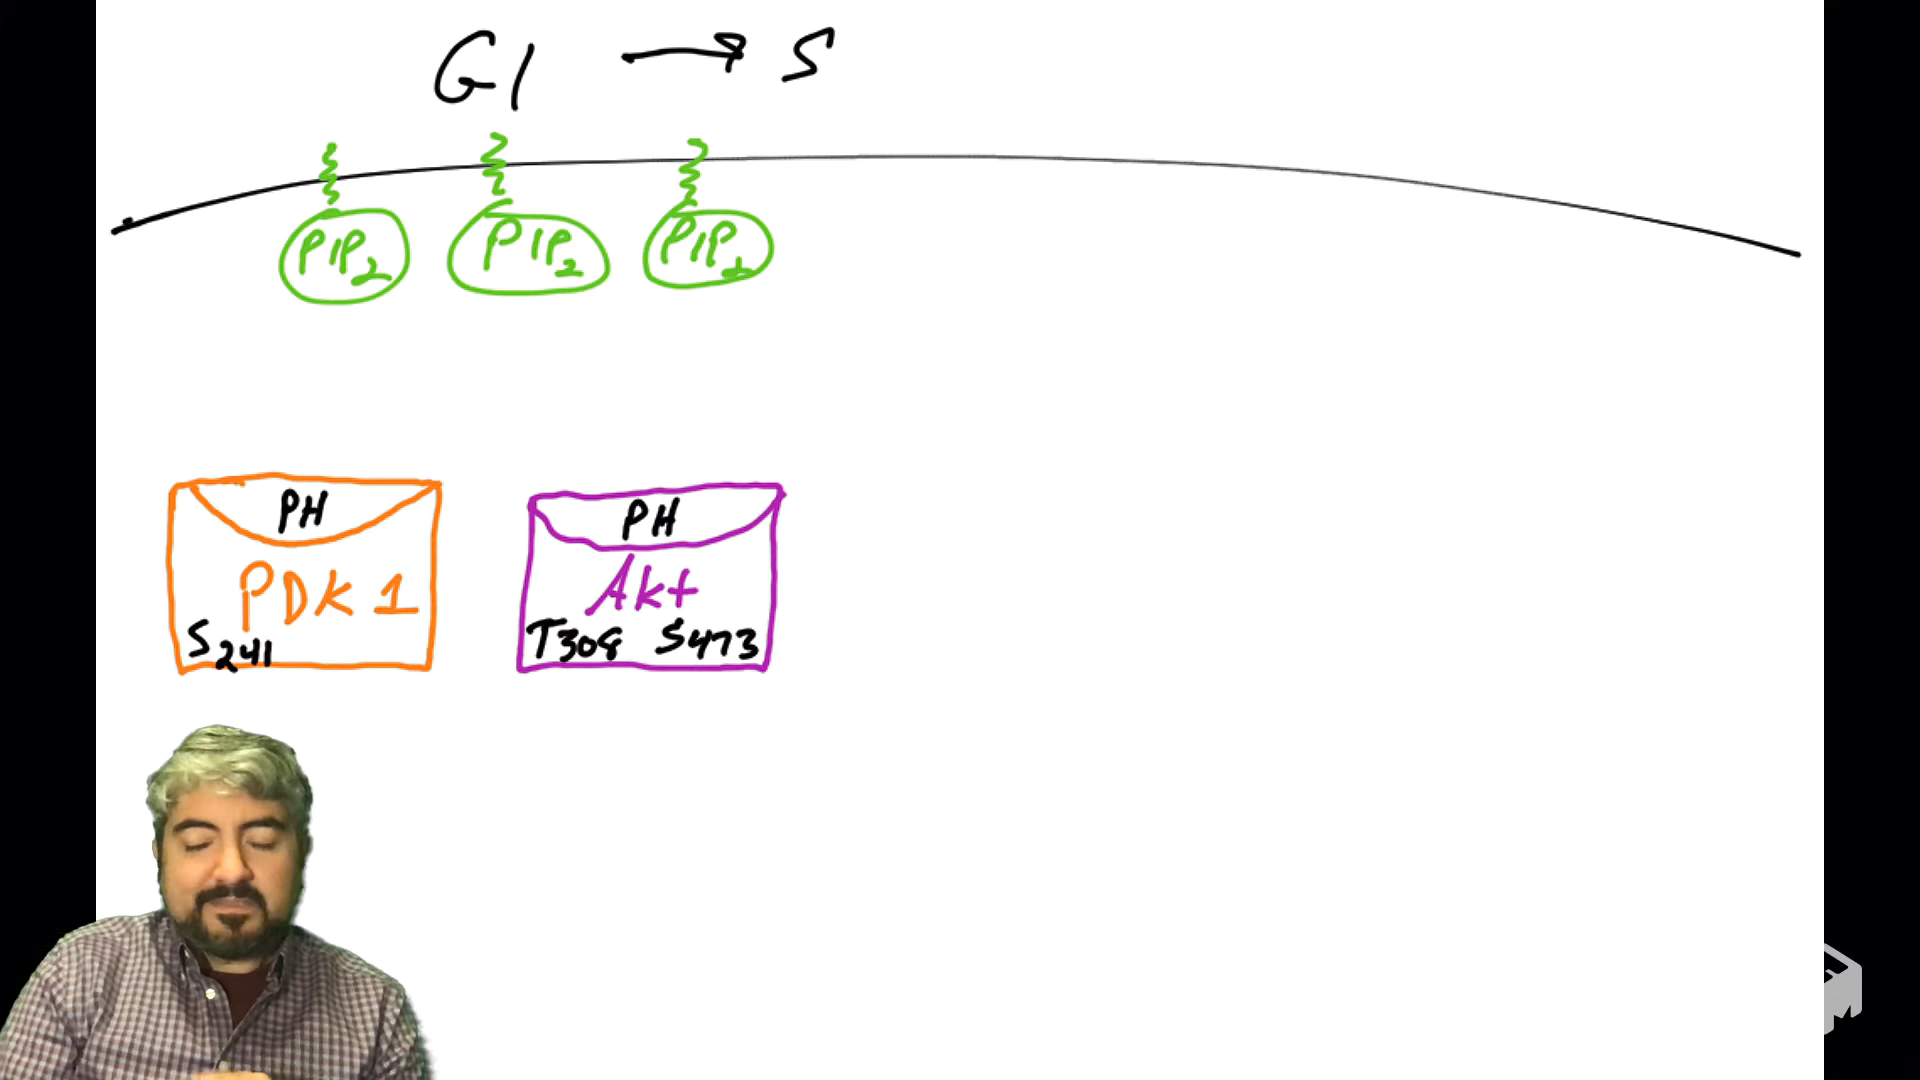 G1 → S
PIP2 PIP2 PIP2
PH PH
PDK1 Akt
S241 T308 S473
M